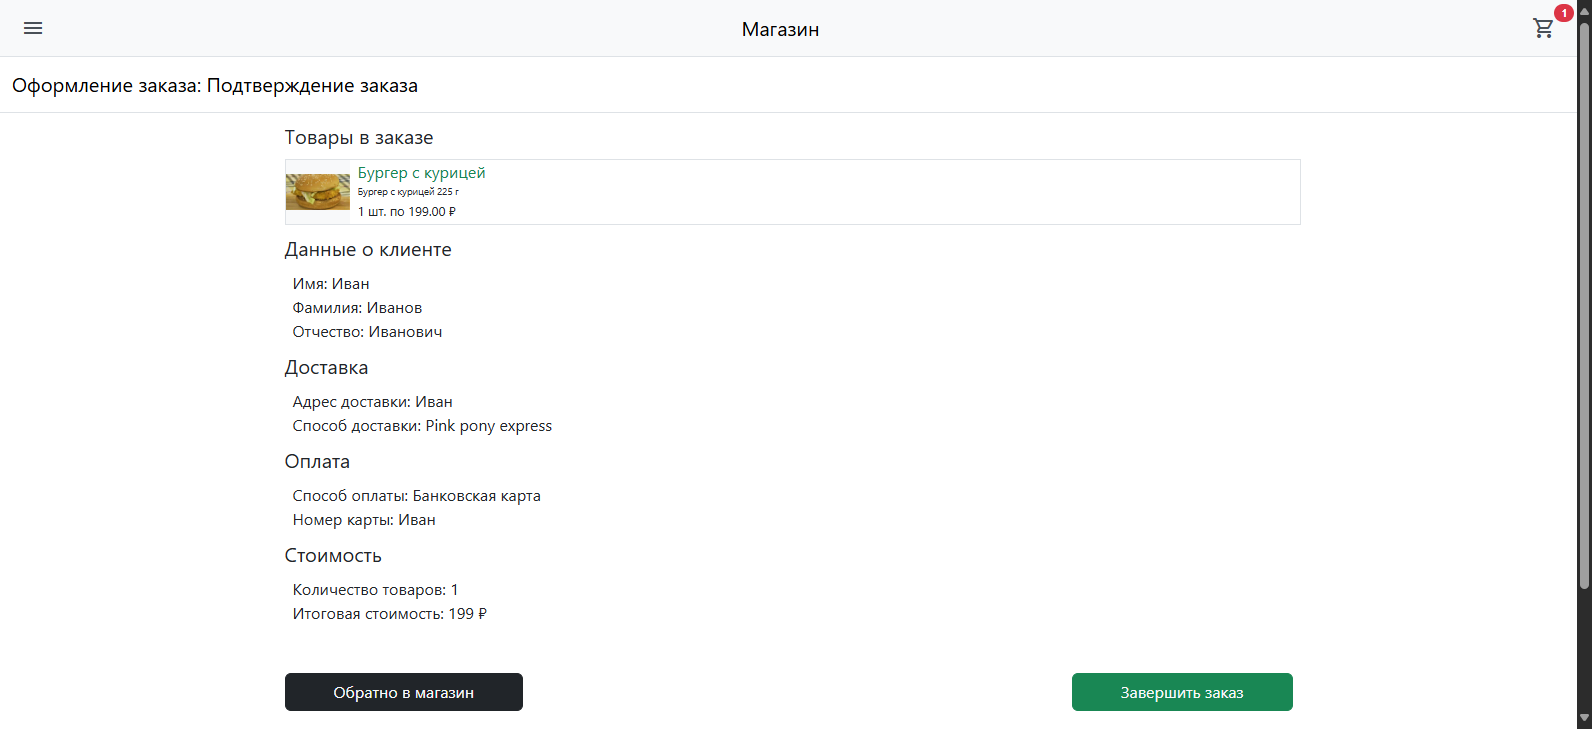 Магазин
1
Оформление заказа: Подтверждение заказа
Товары в заказе
Бургер с курицей
Бургер с курицей 225 г
1 шт. по 199.00 ₽
Данные о клиенте
Имя: Иван
Фамилия: Иванов
Отчество: Иванович
Доставка
Адрес доставки: Иван
Способ доставки: Pink pony express
Оплата
Способ оплаты: Банковская карта
Номер карты: Иван
Стоимость
Количество товаров: 1
Итоговая стоимость: 199 ₽
Обратно в магазин
Завершить заказ